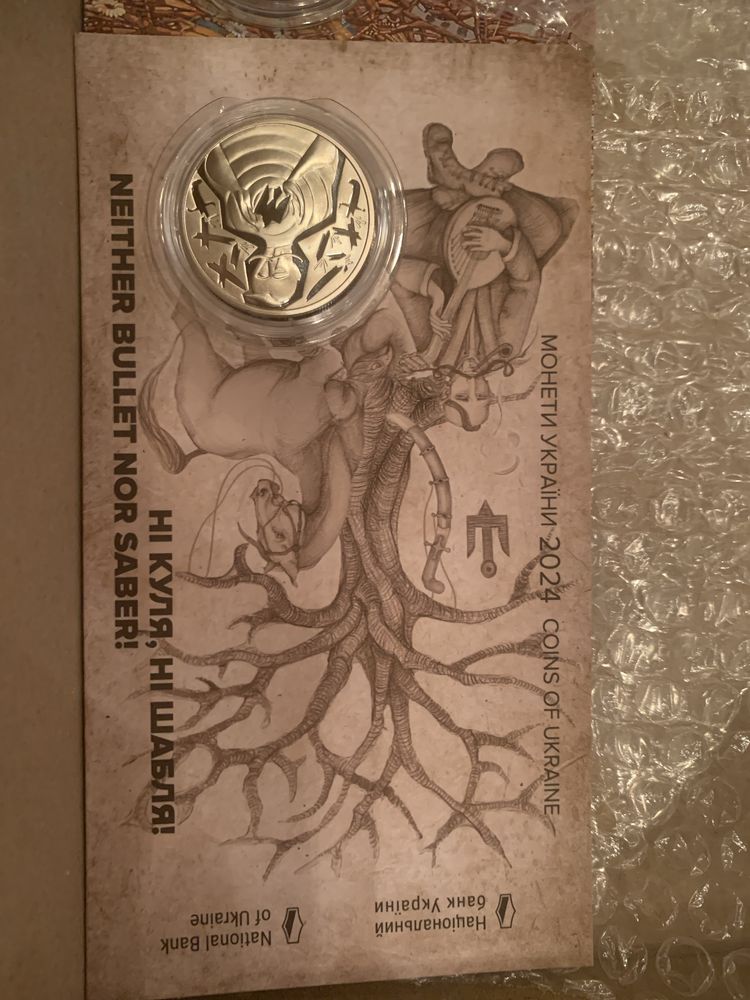 МОНЕТИ УКРАЇНИ 2024 COINS OF UKRAINE
НІ КУЛЯ, НІ ШАБЛЯ!
NEITHER BULLET NOR SABER!
Національний
банк України
National Bank
of Ukraine